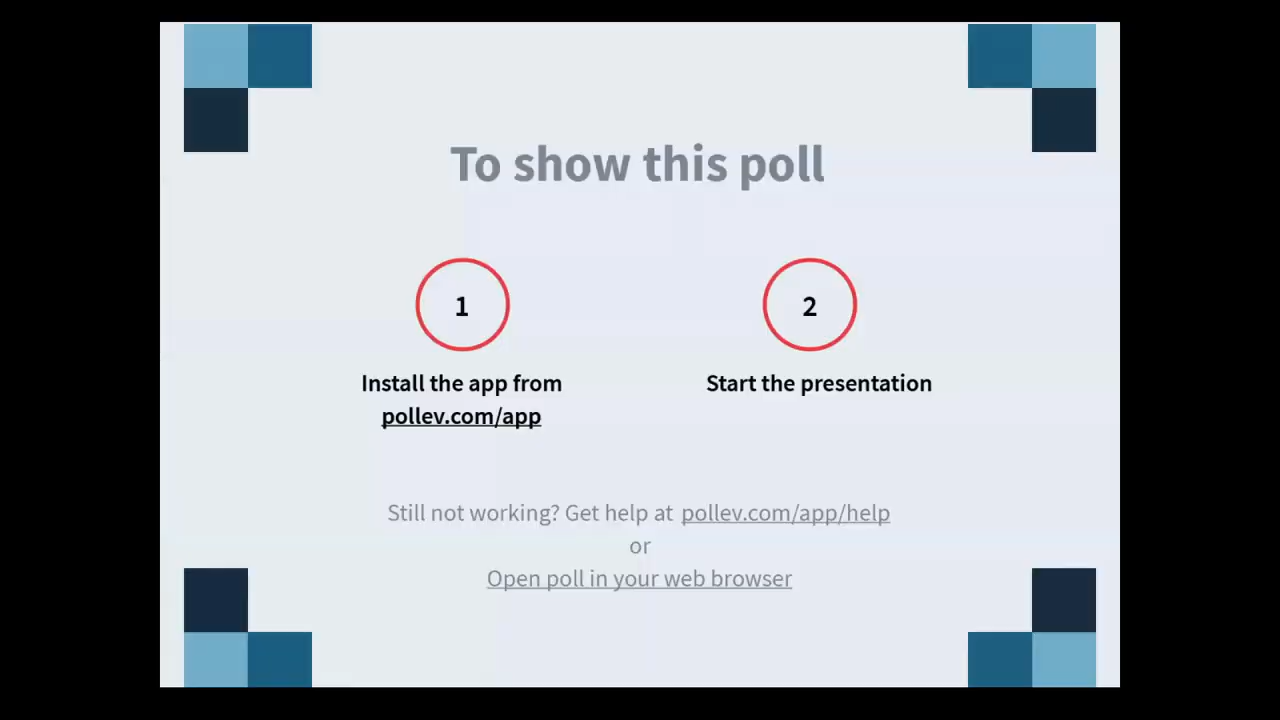 To show this poll
1
2
Install the app from
pollev.com/app
Start the presentation
Still not working? Get help at pollev.com/app/help
or
Open poll in your web browser